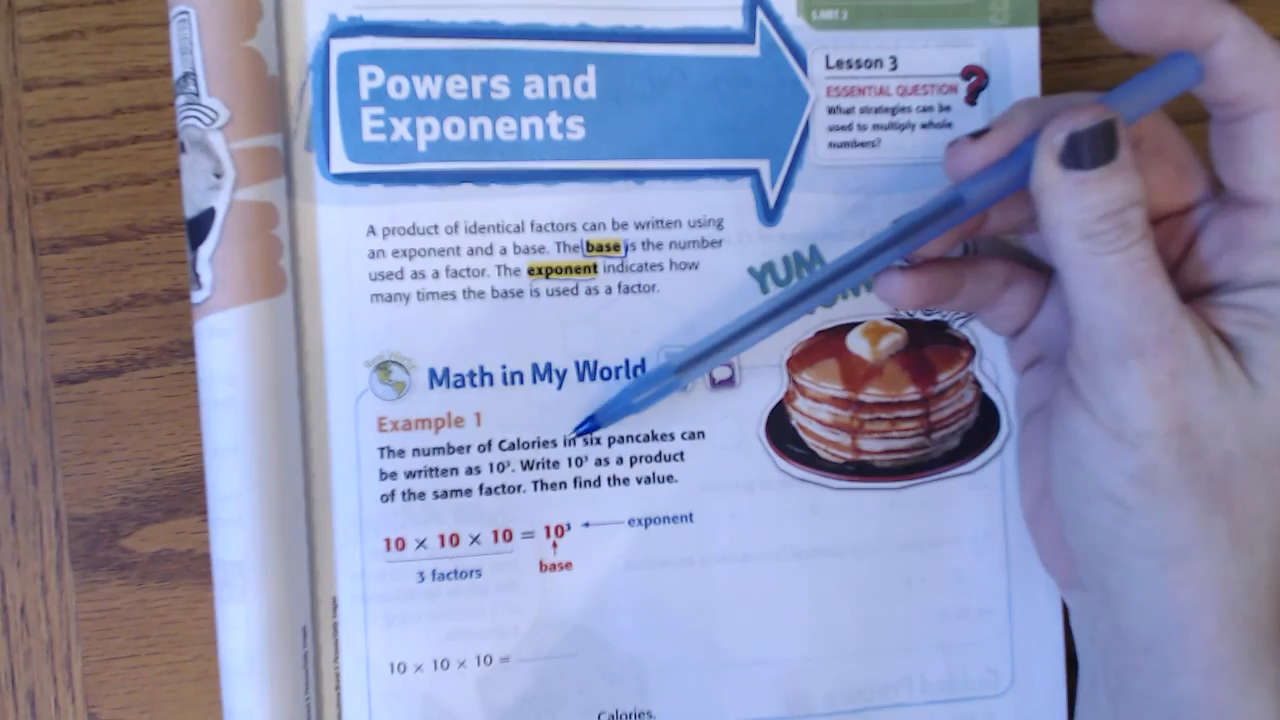 Powers and
Exponents
Lesson 3
ESSENTIAL QUESTION
What strategies can be
used to multiply whole
numbers?
A product of identical factors can be written using
an exponent and a base. The base is the number
used as a factor. The exponent indicates how
many times the base is used as a factor.
YUM
Math in My World
Example 1
The number of Calories in six pancakes can
be written as 10³. Write 10³ as a product
of the same factor. Then find the value.
10 × 10 × 10 = 10³ ← exponent
3 factors
base
10 × 10 × 10 =
Calories.